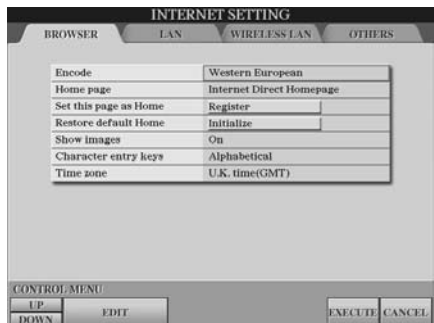 INTERNET SETTING
BROWSER LAN WIRELESS LAN OTHERS
Encode Western European
Home page Internet Direct Homepage
Set this page as Home Register
Restore default Home Initialize
Show images On
Character entry keys Alphabetical
Time zone U.K. time(GMT)
CONTROL MENU
UP
DOWN
EDIT
EXECUTE CANCEL